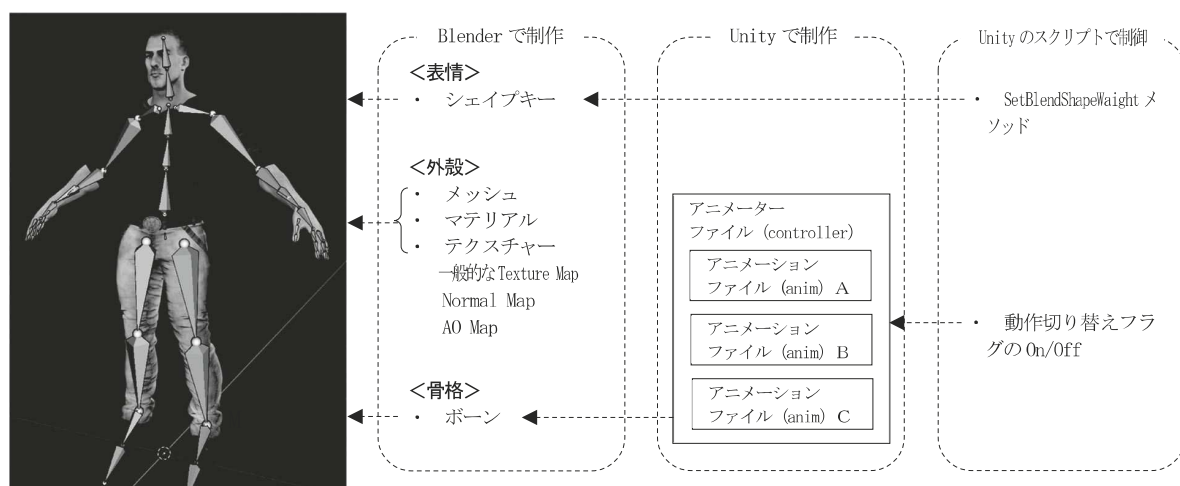 Blender で制作
<表情>
・ シェイプキー
<外殻>
・ メッシュ
・ マテリアル
・ テクスチャー
一般的な Texture Map
Normal Map
AO Map
<骨格>
・ ボーン
Unity で制作
アニメーター
ファイル (controller)
アニメーション
ファイル (anim) A
アニメーション
ファイル (anim) B
アニメーション
ファイル (anim) C
Unity のスクリプトで制御
・ SetBlendShapeWaight メ
ソッド
・ 動作切り替えフラ
グの On/Off